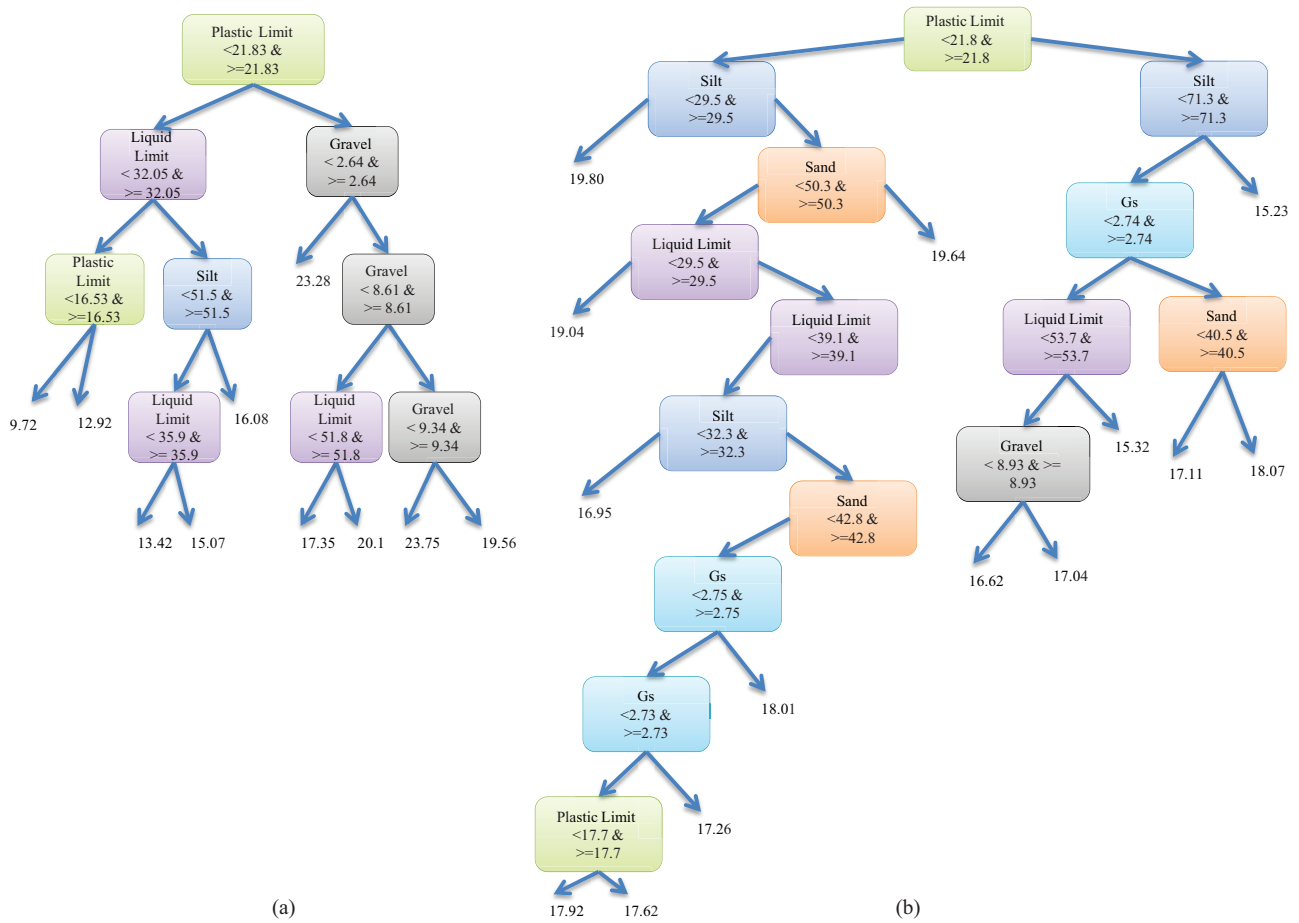 Plastic Limit
<21.83 &
>=21.83
Liquid
Limit
< 32.05 &
>= 32.05
Gravel
< 2.64 &
>= 2.64
Plastic
Limit
<16.53 &
>=16.53
Silt
<51.5 &
>=51.5
23.28
Gravel
< 8.61 &
>= 8.61
9.72
12.92
Liquid
Limit
< 35.9 &
>= 35.9
16.08
Liquid
Limit
< 51.8 &
>= 51.8
Gravel
< 9.34 &
>= 9.34
13.42
15.07
17.35
20.1
23.75
19.56
(a)
Plastic Limit
<21.8 &
>=21.8
Silt
<29.5 &
>=29.5
Silt
<71.3 &
>=71.3
19.80
Sand
<50.3 &
>=50.3
Gs
<2.74 &
>=2.74
15.23
Liquid Limit
<29.5 &
>=29.5
19.64
19.04
Liquid Limit
<39.1 &
>=39.1
Liquid Limit
<53.7 &
>=53.7
Sand
<40.5 &
>=40.5
Silt
<32.3 &
>=32.3
Gravel
< 8.93 & >=
8.93
15.32
17.11
18.07
16.95
Sand
<42.8 &
>=42.8
16.62
17.04
Gs
<2.75 &
>=2.75
Gs
<2.73 &
>=2.73
18.01
Plastic Limit
<17.7 &
>=17.7
17.26
17.92
17.62
(b)